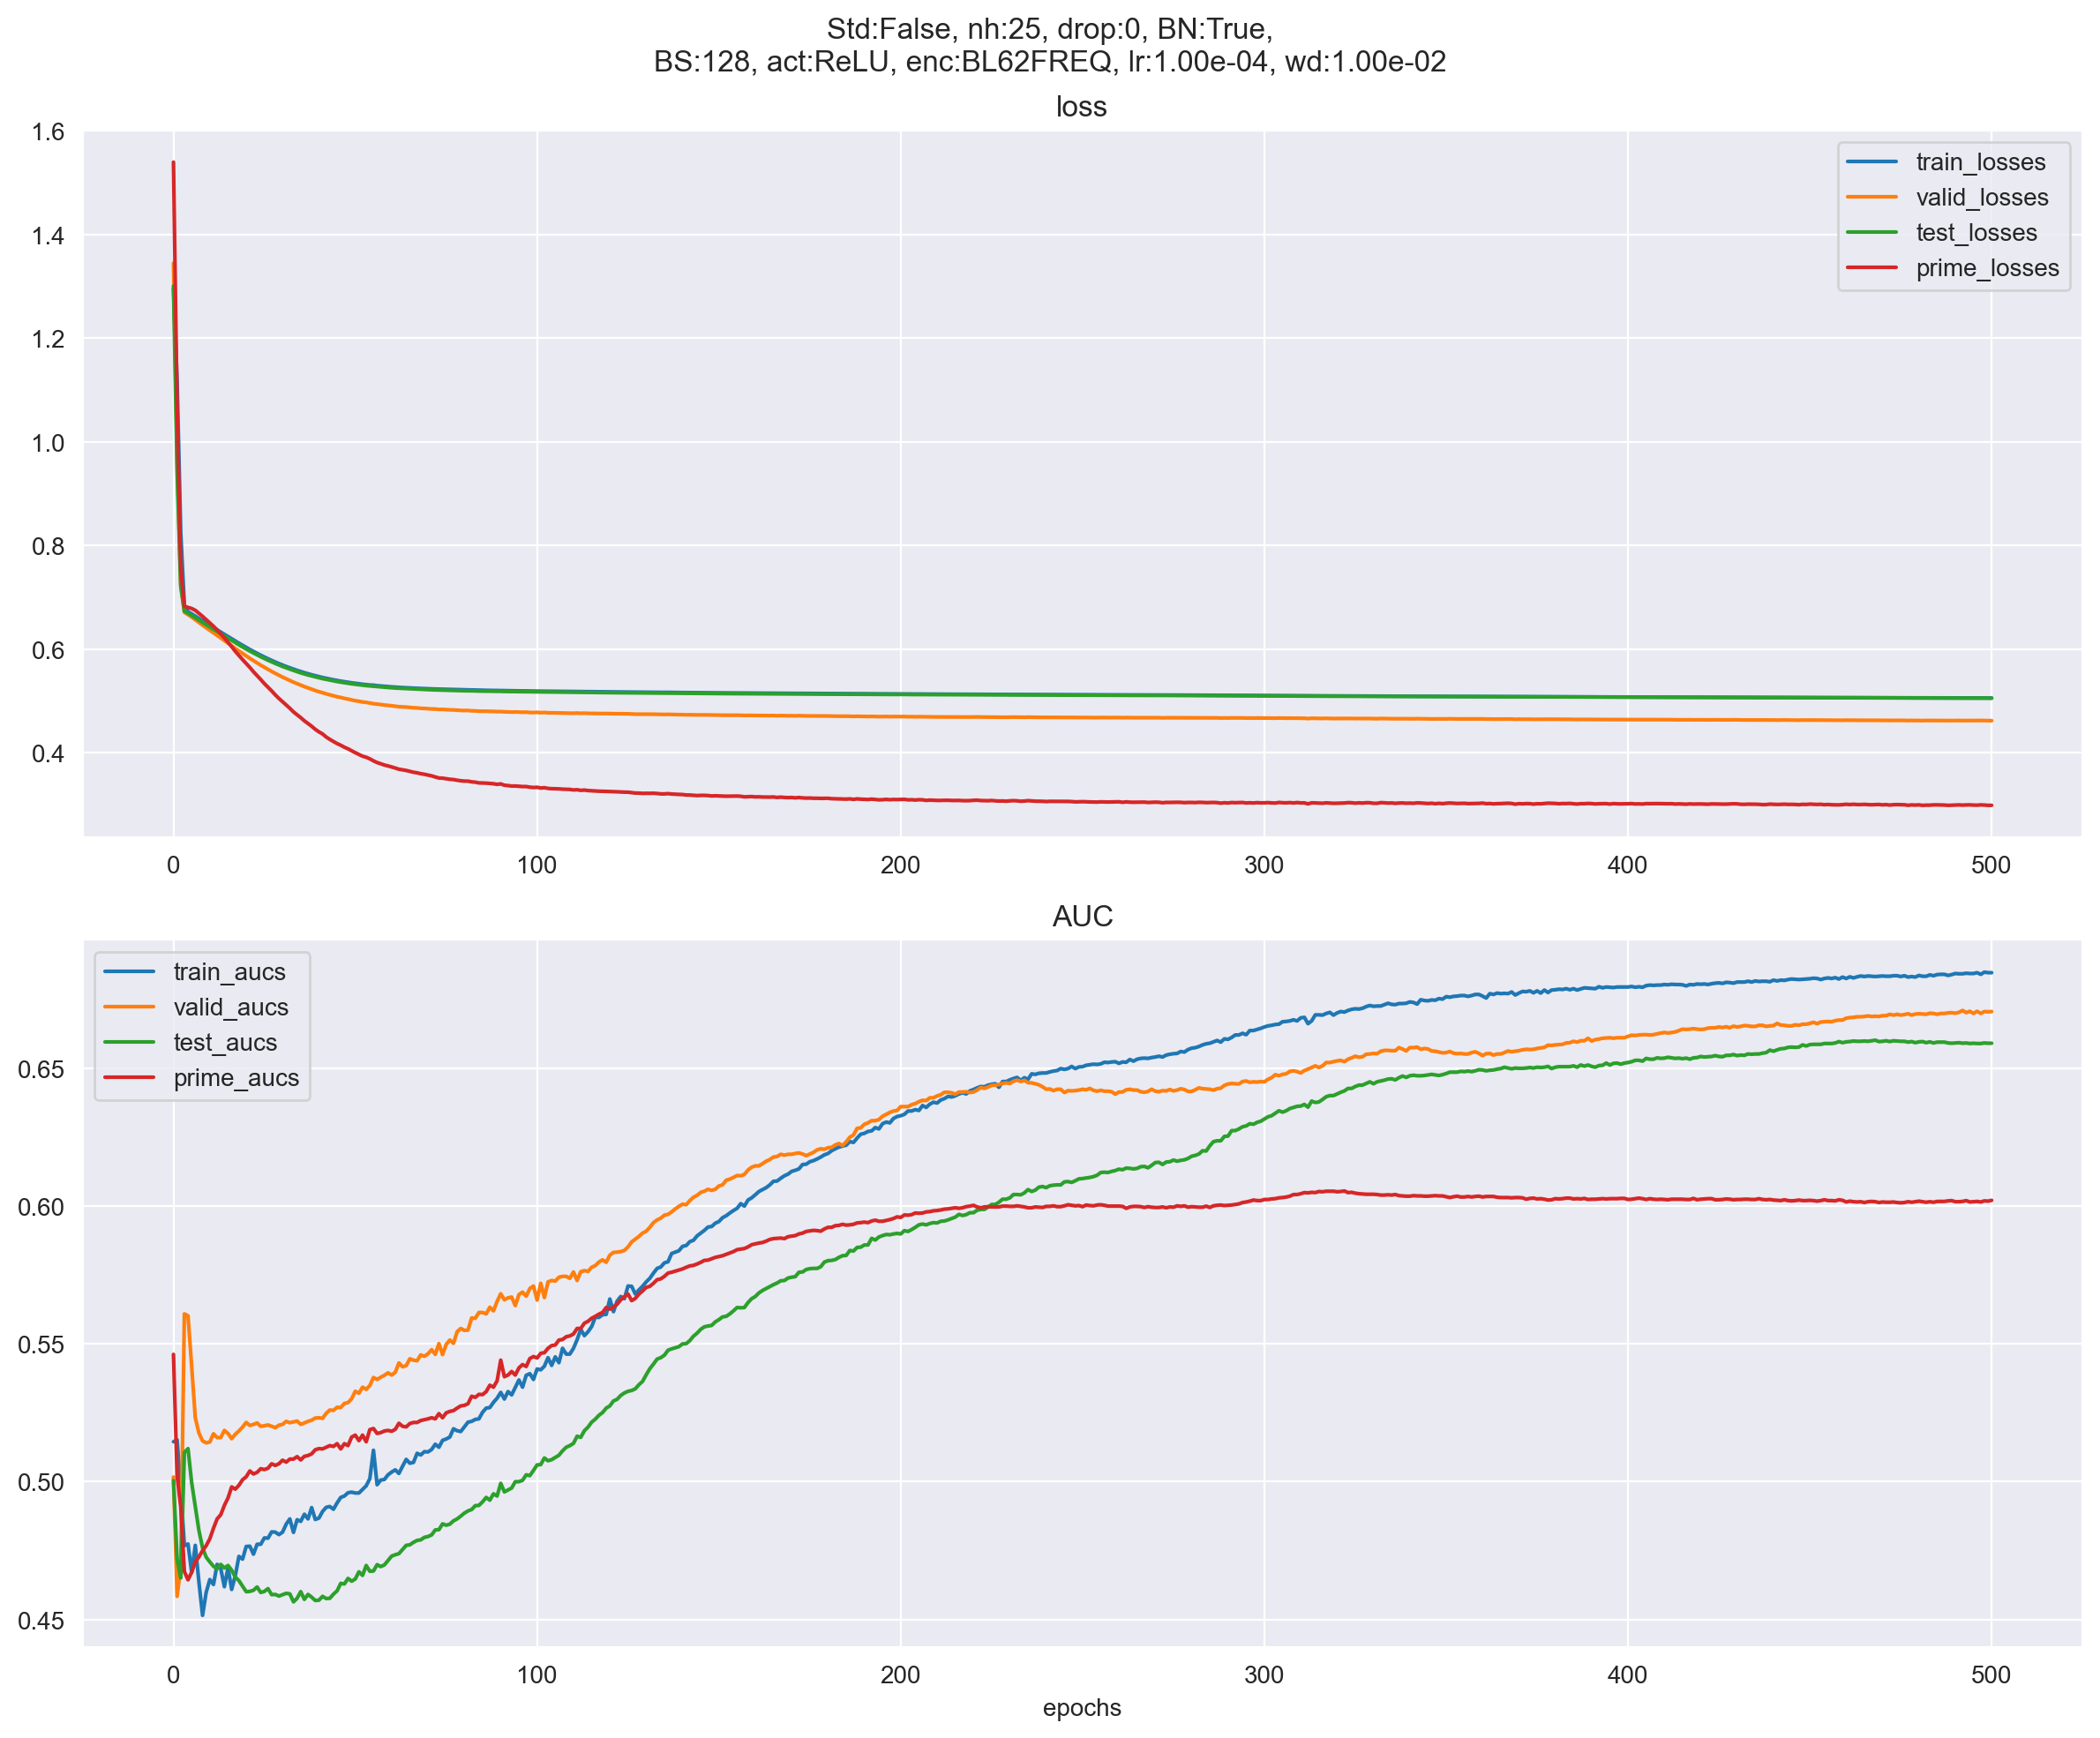 Std:False, nh:25, drop:0, BN:True,
BS:128, act:ReLU, enc:BL62FREQ, lr:1.00e-04, wd:1.00e-02
loss
1.6
1.4
1.2
1.0
0.8
0.6
0.4
train_losses
valid_losses
test_losses
prime_losses
0 100 200 300 400 500
AUC
train_aucs
valid_aucs
test_aucs
prime_aucs
0.65
0.60
0.55
0.50
0.45
0 100 200 300 400 500
epochs